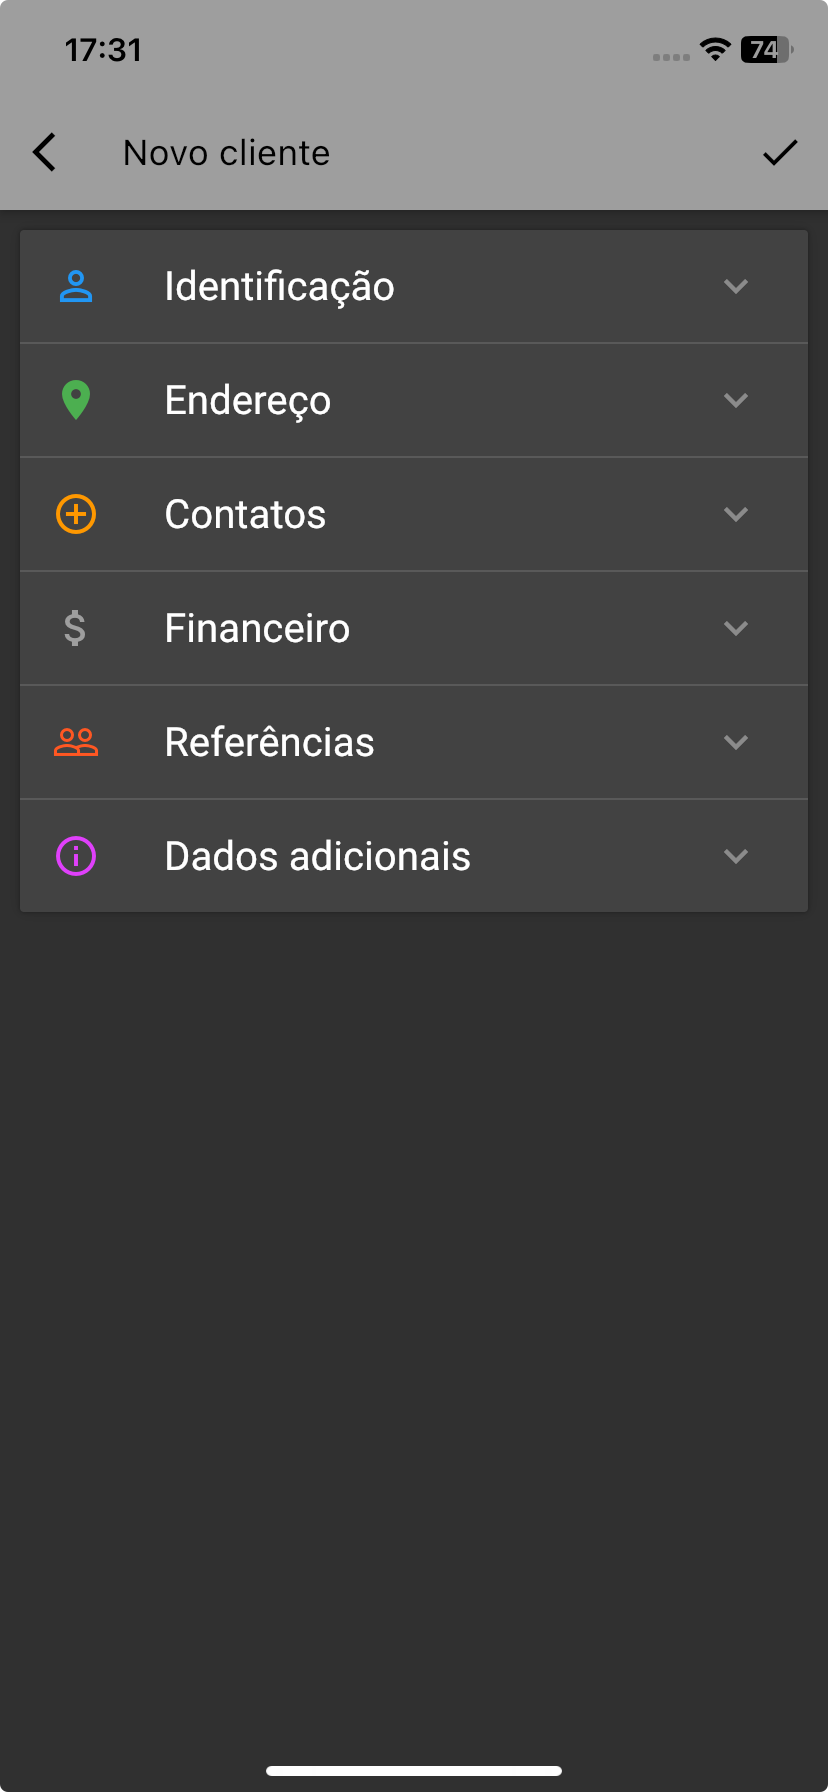 17:31
74
Novo cliente
Identificação
Endereço
Contatos
Financeiro
Referências
Dados adicionais